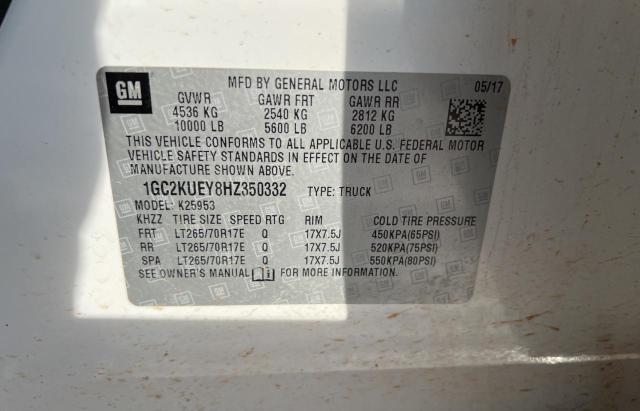 GM
MFD BY GENERAL MOTORS LLC 05/17
GVWR GAWR FRT GAWR RR
4536 KG 2540 KG 2812 KG
10000 LB 5600 LB 6200 LB
THIS VEHICLE CONFORMS TO ALL APPLICABLE U.S. FEDERAL MOTOR
VEHICLE SAFETY STANDARDS IN EFFECT ON THE DATE OF
MANUFACTURE SHOWN ABOVE.
1GC2KUEY8HZ350332 TYPE: TRUCK
MODEL: K25953
KHZZ TIRE SIZE SPEED RTG RIM COLD TIRE PRESSURE
FRT LT265/70R17E Q 17X7.5J 450KPA(65PSI)
RR LT265/70R17E Q 17X7.5J 520KPA(75PSI)
SPA LT265/70R17E Q 17X7.5J 550KPA(80PSI)
SEE OWNER'S MANUAL FOR MORE INFORMATION.